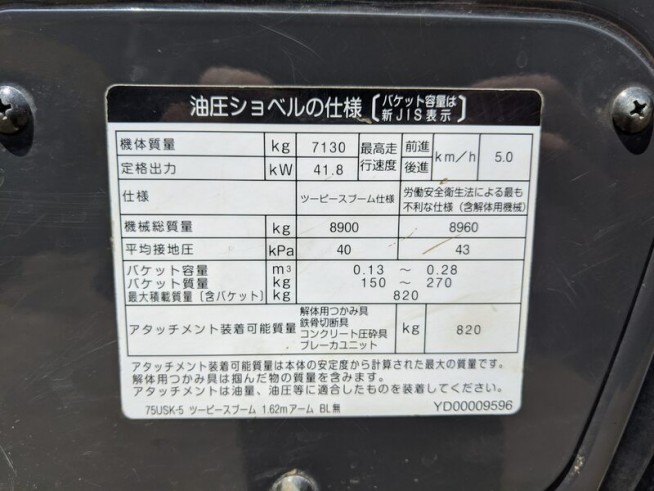 油圧ショベルの仕様〔バケット容量は新JIS表示〕
機体質量 kg 7130 最高走行速度 前進 後進 km/h 5.0
定格出力 kW 41.8
仕様 ツーピースブーム仕様 労働安全衛生法による最も不利な仕様(含解体用機械)
機械総質量 kg 8900 8960
平均接地圧 kPa 40 43
バケット容量 m³ 0.13 ~ 0.28
バケット質量 kg 150 ~ 270
最大積載質量(含バケット) kg 820
アタッチメント装着可能質量 解体用つかみ具 鉄骨切断具 コンクリート圧砕具 ブレーカユニット kg 820
アタッチメント装着可能質量は本体の安定度から計算された最大の質量です。
解体用つかみ具は掴んだ物の質量を含みます。
アタッチメントは油量、油圧等に適合したものを装着してください。
75USK-5 ツーピースブーム 1.62mアーム BL無 YD00009596